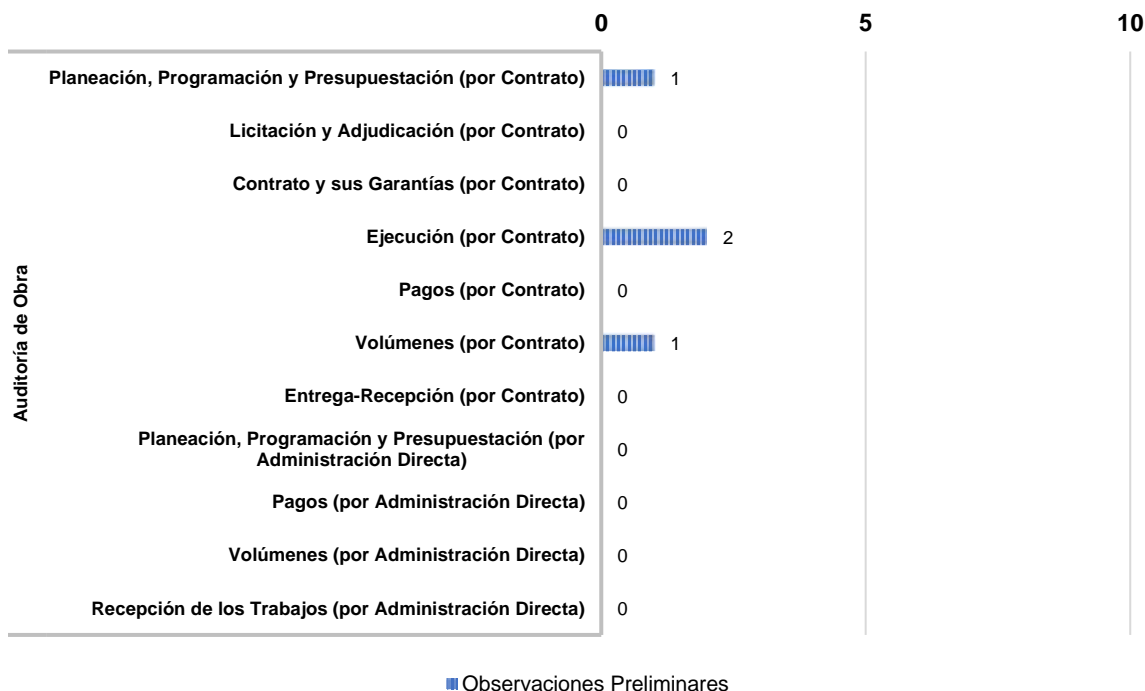 0 5 10
Auditoría de Obra
Planeación, Programación y Presupuestación (por Contrato) 1
Licitación y Adjudicación (por Contrato) 0
Contrato y sus Garantías (por Contrato) 0
Ejecución (por Contrato) 2
Pagos (por Contrato) 0
Volúmenes (por Contrato) 1
Entrega-Recepción (por Contrato) 0
Planeación, Programación y Presupuestación (por
Administración Directa) 0
Pagos (por Administración Directa) 0
Volúmenes (por Administración Directa) 0
Recepción de los Trabajos (por Administración Directa) 0
Observaciones Preliminares